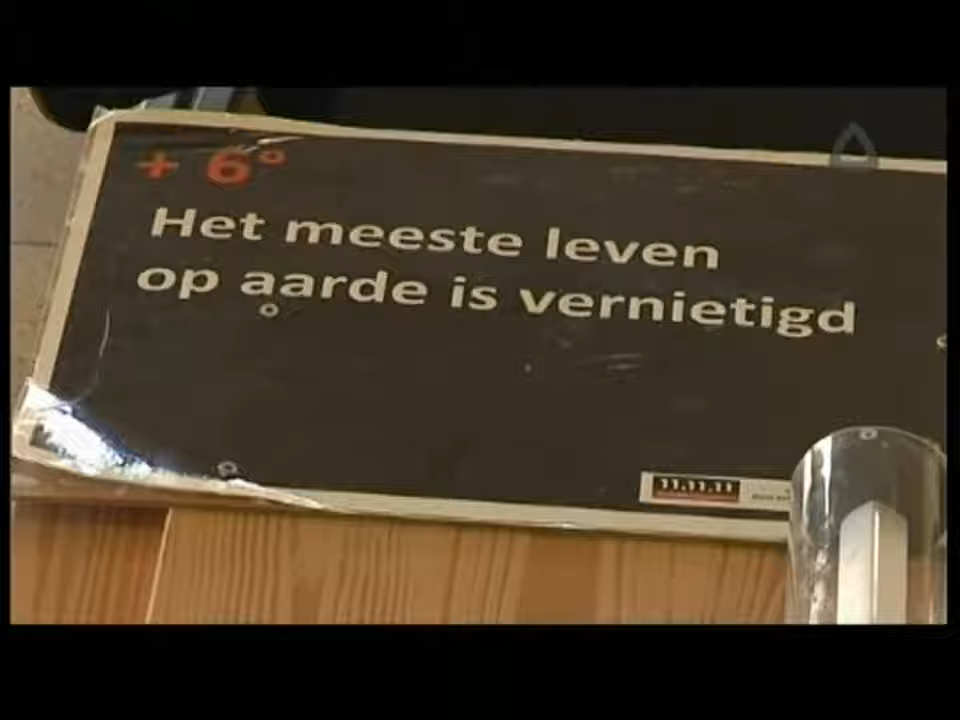 + 6°
Het meeste leven
op aarde is vernietigd
11.11.11